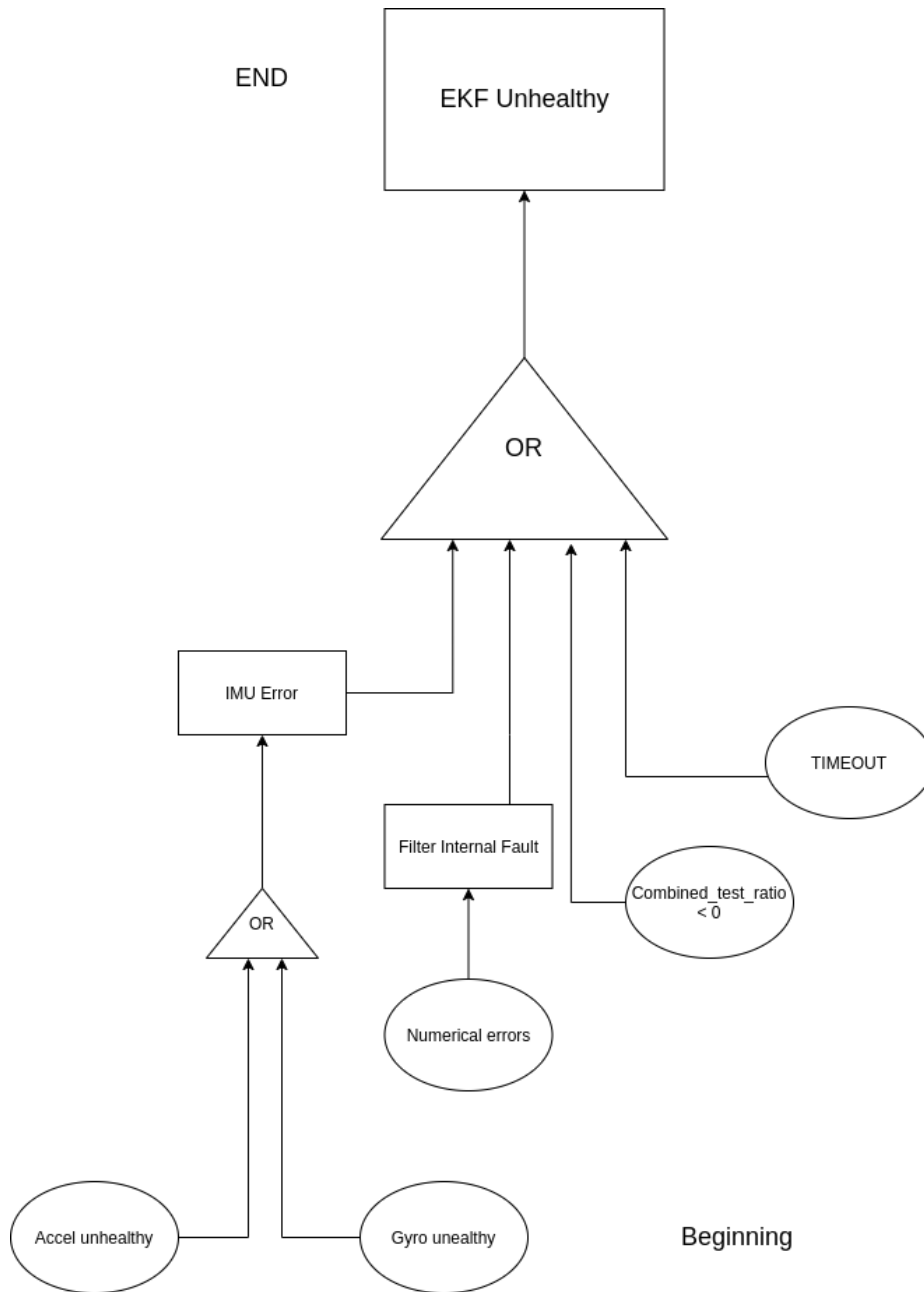 END
EKF Unhealthy
OR
IMU Error
TIMEOUT
Filter Internal Fault
Combined_test_ratio
< 0
OR
Numerical errors
Accel unhealthy
Gyro unealthy
Beginning